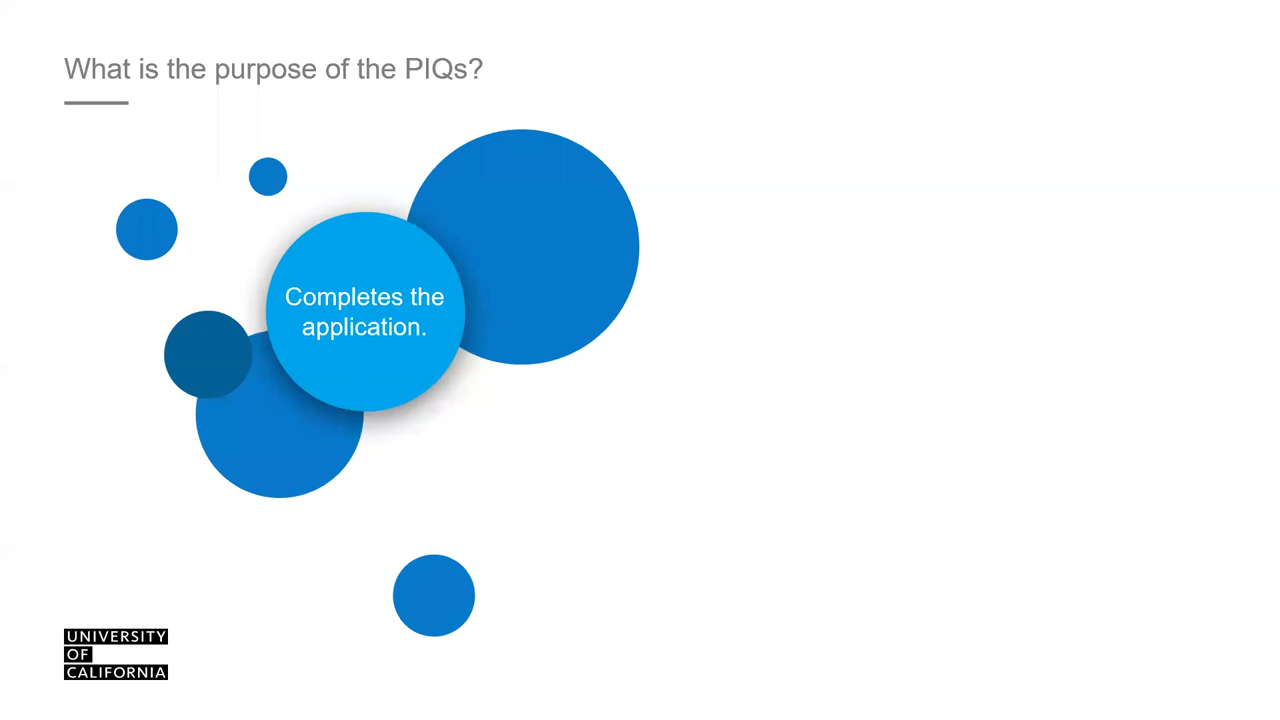 What is the purpose of the PIQs?
Completes the
application.
UNIVERSITY
OF
CALIFORNIA